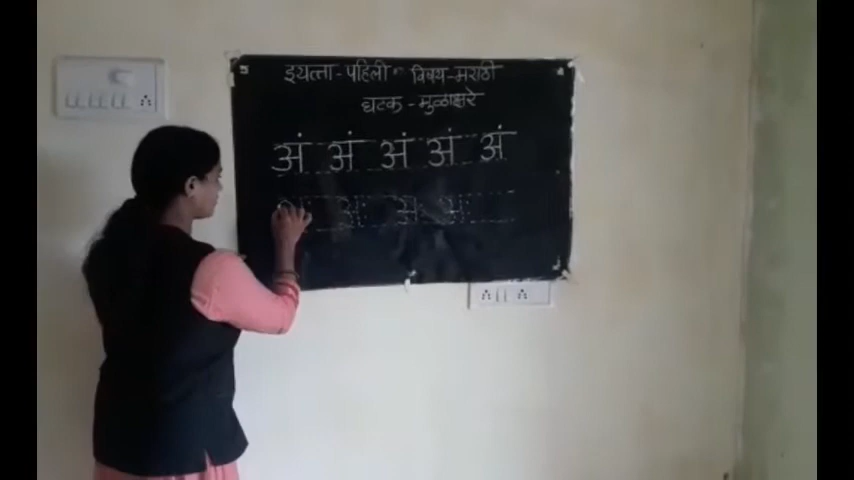 इयत्ता - पहिली विषय - मराठी
घटक - मुळाक्षरे
अं अं अं अं अं
अः अः अः